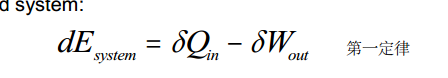 d system:
dE_system = δQ_in − δW_out 第一定律